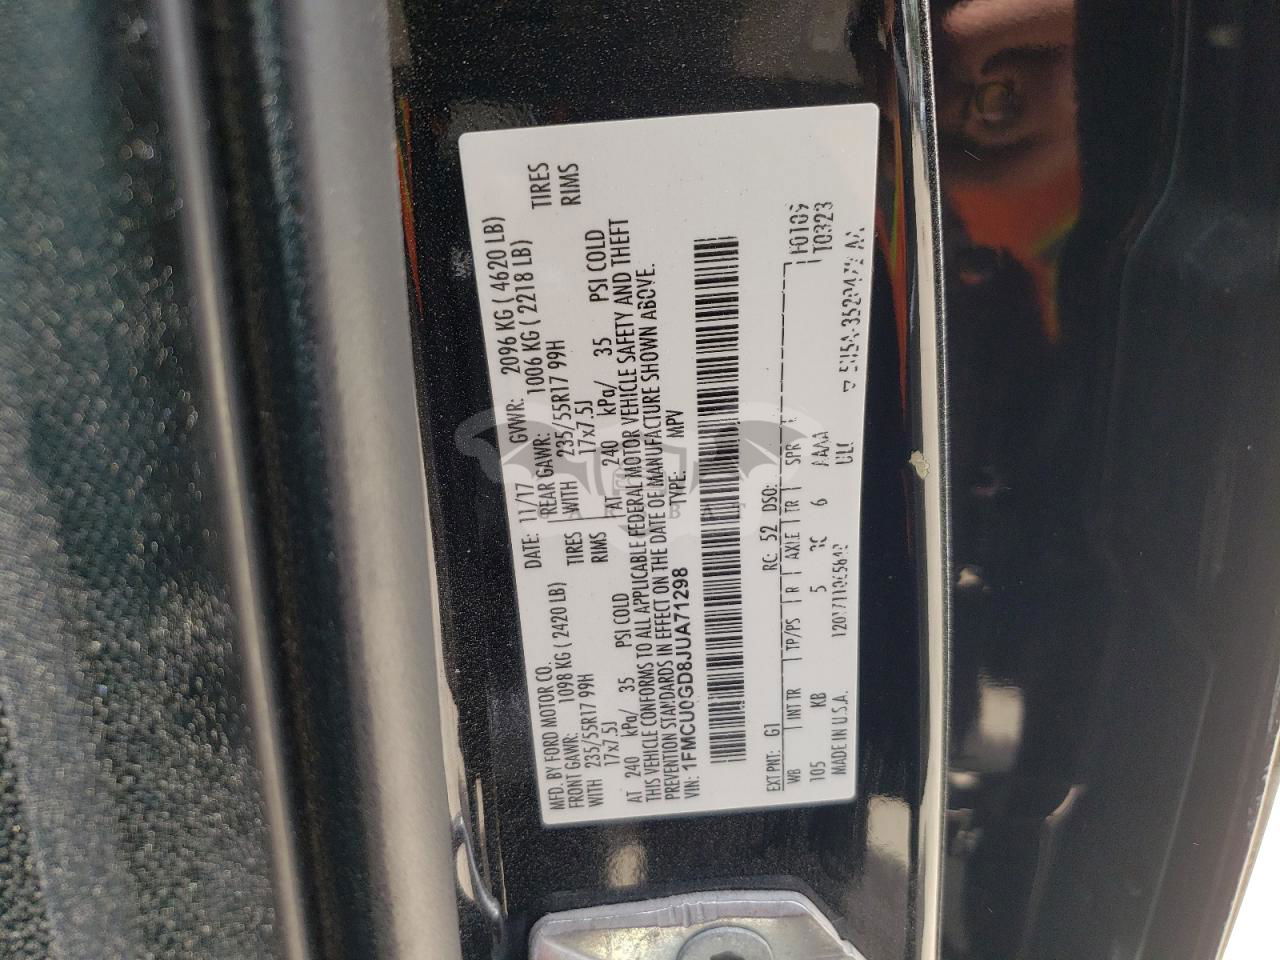 MFD. BY FORD MOTOR CO.
DATE: 11/17 GVWR: 2096 KG ( 4620 LB)
FRONT GAWR: 1098 KG ( 2420 LB)
REAR GAWR: 1006 KG ( 2218 LB)
WITH 235/55R17 99H TIRES
WITH 235/55R17 99H TIRES
17x7.5J RIMS
17x7.5J RIMS
AT 240 kPa/ 35 PSI COLD
AT 240 kPa/ 35 PSI COLD
THIS VEHICLE CONFORMS TO ALL APPLICABLE FEDERAL MOTOR VEHICLE SAFETY AND THEFT
PREVENTION STANDARDS IN EFFECT ON THE DATE OF MANUFACTURE SHOWN ABOVE.
VIN: 1FMCU0GD8JUA71298
TYPE: MPV
EXT PNT: G1 RC: 52 DSO:
WB INT TR TP/PS R AXLE TR SPR
105 KB 5 6 AAAA
T0323
MADE IN U.S.A.